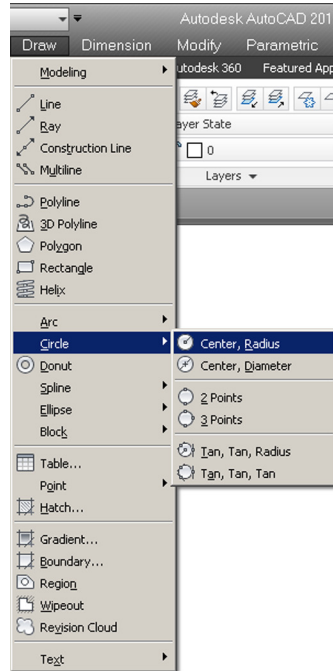 Autodesk AutoCAD 201
Draw Dimension Modify Parametric
Modeling
utodesk 360 Featured App
Line
Ray
ayer State
Construction Line
0
Multiline
Layers
Polyline
3D Polyline
Polygon
Rectangle
Helix
Arc
Circle
Center, Radius
Donut
Center, Diameter
Spline
2 Points
Ellipse
3 Points
Block
Tan, Tan, Radius
Table...
Tan, Tan, Tan
Point
Hatch...
Gradient...
Boundary...
Region
Wipeout
Revision Cloud
Text